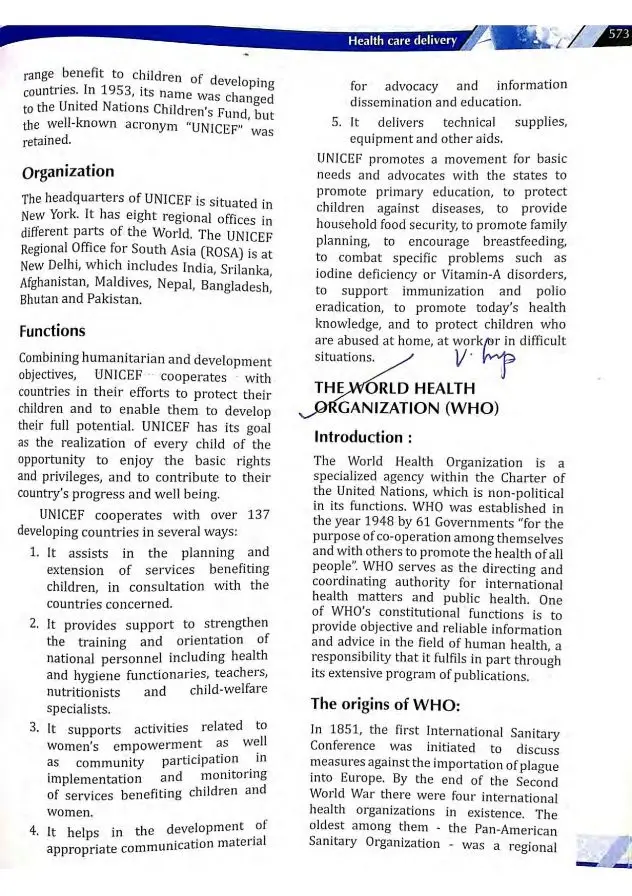 Health care delivery
573
range benefit to children of developing
countries. In 1953, its name was changed
to the United Nations Children's Fund, but
the well-known acronym "UNICEF" was
retained.
Organization
The headquarters of UNICEF is situated in
New York. It has eight regional offices in
different parts of the World. The UNICEF
Regional Office for South Asia (ROSA) is at
New Delhi, which includes India, Srilanka,
Afghanistan, Maldives, Nepal, Bangladesh,
Bhutan and Pakistan.
Functions
Combining humanitarian and development
objectives, UNICEF cooperates with
countries in their efforts to protect their
children and to enable them to develop
their full potential. UNICEF has its goal
as the realization of every child of the
opportunity to enjoy the basic rights
and privileges, and to contribute to their
country's progress and well being.
UNICEF cooperates with over 137
developing countries in several ways:
1. It assists in the planning and
extension of services benefiting
children, in consultation with the
countries concerned.
2. It provides support to strengthen
the training and orientation of
national personnel including health
and hygiene functionaries, teachers,
nutritionists and child-welfare
specialists.
3. It supports activities related to
women's empowerment as well
as community participation in
implementation and monitoring
of services benefiting children and
women.
4. It helps in the development of
appropriate communication material
for advocacy and information
dissemination and education.
5. It delivers technical supplies,
equipment and other aids.
UNICEF promotes a movement for basic
needs and advocates with the states to
promote primary education, to protect
children against diseases, to provide
household food security, to promote family
planning, to encourage breastfeeding,
to combat specific problems such as
iodine deficiency or Vitamin-A disorders,
to support immunization and polio
eradication, to promote today's health
knowledge, and to protect children who
are abused at home, at work or in difficult
situations.
V. Imp
THE WORLD HEALTH
ORGANIZATION (WHO)
Introduction :
The World Health Organization is a
specialized agency within the Charter of
the United Nations, which is non-political
in its functions. WHO was established in
the year 1948 by 61 Governments "for the
purpose of co-operation among themselves
and with others to promote the health of all
people". WHO serves as the directing and
coordinating authority for international
health matters and public health. One
of WHO's constitutional functions is to
provide objective and reliable information
and advice in the field of human health, a
responsibility that it fulfils in part through
its extensive program of publications.
The origins of WHO:
In 1851, the first International Sanitary
Conference was initiated to discuss
measures against the importation of plague
into Europe. By the end of the Second
World War there were four international
health organizations in existence. The
oldest among them - the Pan-American
Sanitary Organization - was a regional